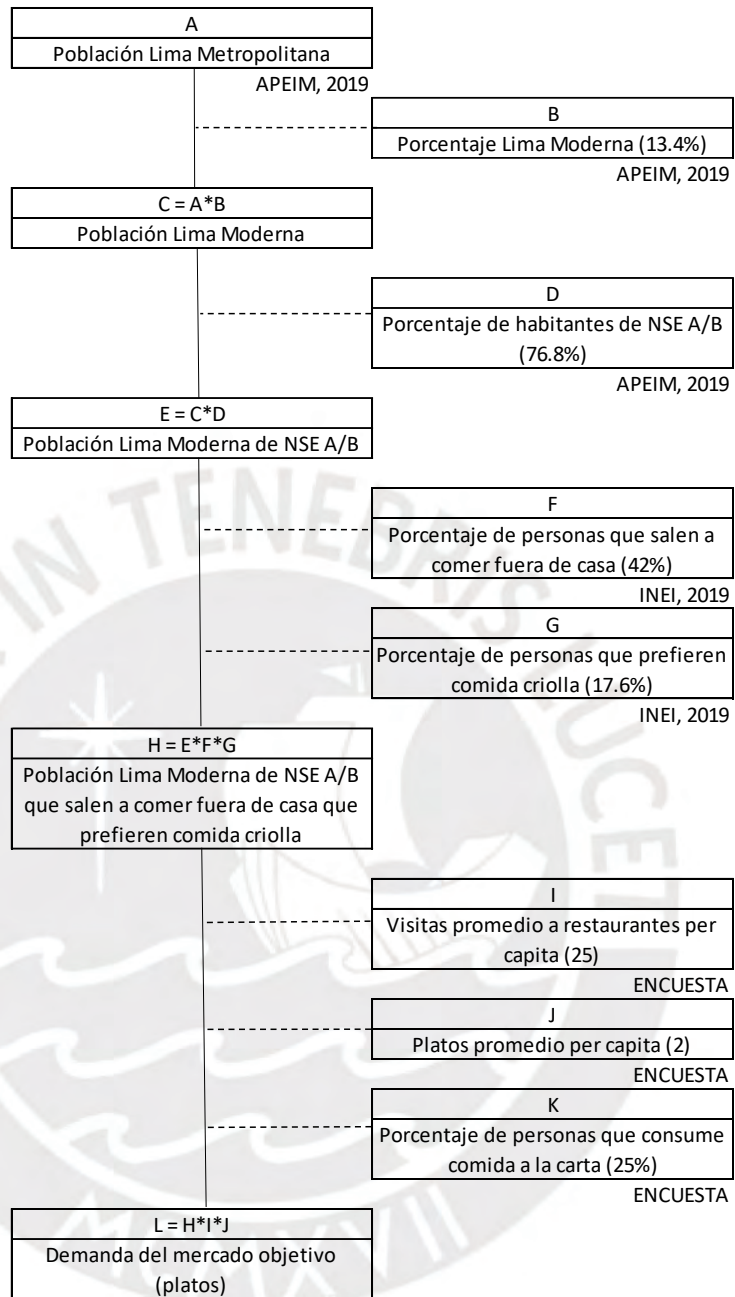 A
Población Lima Metropolitana
APEIM, 2019
B
Porcentaje Lima Moderna (13.4%)
APEIM, 2019
C = A*B
Población Lima Moderna
D
Porcentaje de habitantes de NSE A/B
(76.8%)
APEIM, 2019
E = C*D
Población Lima Moderna de NSE A/B
F
Porcentaje de personas que salen a
comer fuera de casa (42%)
INEI, 2019
G
Porcentaje de personas que prefieren
comida criolla (17.6%)
INEI, 2019
H = E*F*G
Población Lima Moderna de NSE A/B
que salen a comer fuera de casa que
prefieren comida criolla
I
Visitas promedio a restaurantes per
capita (25)
ENCUESTA
J
Platos promedio per capita (2)
ENCUESTA
K
Porcentaje de personas que consume
comida a la carta (25%)
ENCUESTA
L = H*I*J
Demanda del mercado objetivo
(platos)
IN TENEBRIS LUCET
MCMXVII